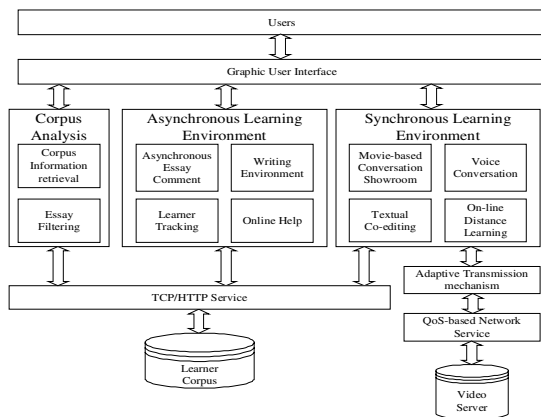 Users
Graphic User Interface
Corpus
Analysis
Corpus
Information
retrieval
Essay
Filtering
Asynchronous Learning
Environment
Asynchronous
Essay
Comment
Writing
Environment
Learner
Tracking
Online Help
Synchronous Learning
Environment
Movie-based
Conversation
Showroom
Voice
Conversation
Textual
Co-editing
On-line
Distance
Learning
TCP/HTTP Service
Adaptive Transmission
mechanism
QoS-based Network
Service
Learner
Corpus
Video
Server